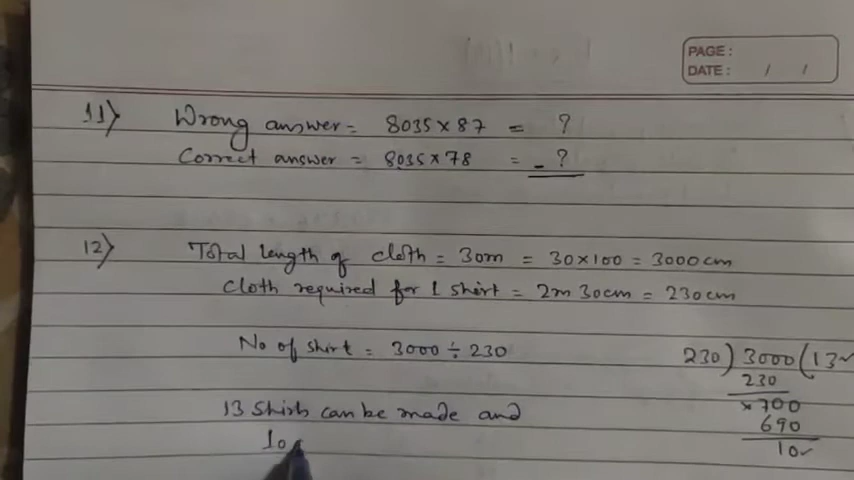 PAGE :
DATE : / /
11) Wrong answer = 8035 x 87 = ?
Correct answer = 8035 x 78 = - ?
12) Total length of cloth = 30m = 30 x 100 = 3000 cm
Cloth required for 1 shirt = 2m 30cm = 230 cm
No of shirt = 3000 ÷ 230
230 ) 3000 ( 13
230
x 700
690
10
13 Shirts can be made and
10